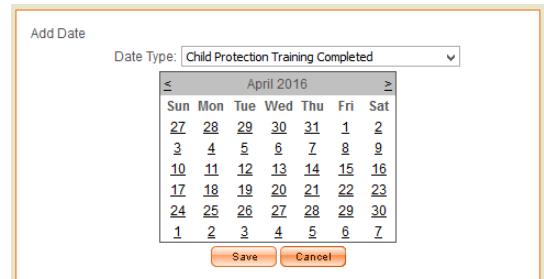 Add Date
Date Type: Child Protection Training Completed
< April 2016 >
Sun Mon Tue Wed Thu Fri Sat
27 28 29 30 31 1 2
3 4 5 6 7 8 9
10 11 12 13 14 15 16
17 18 19 20 21 22 23
24 25 26 27 28 29 30
1 2 3 4 5 6 7
Save Cancel